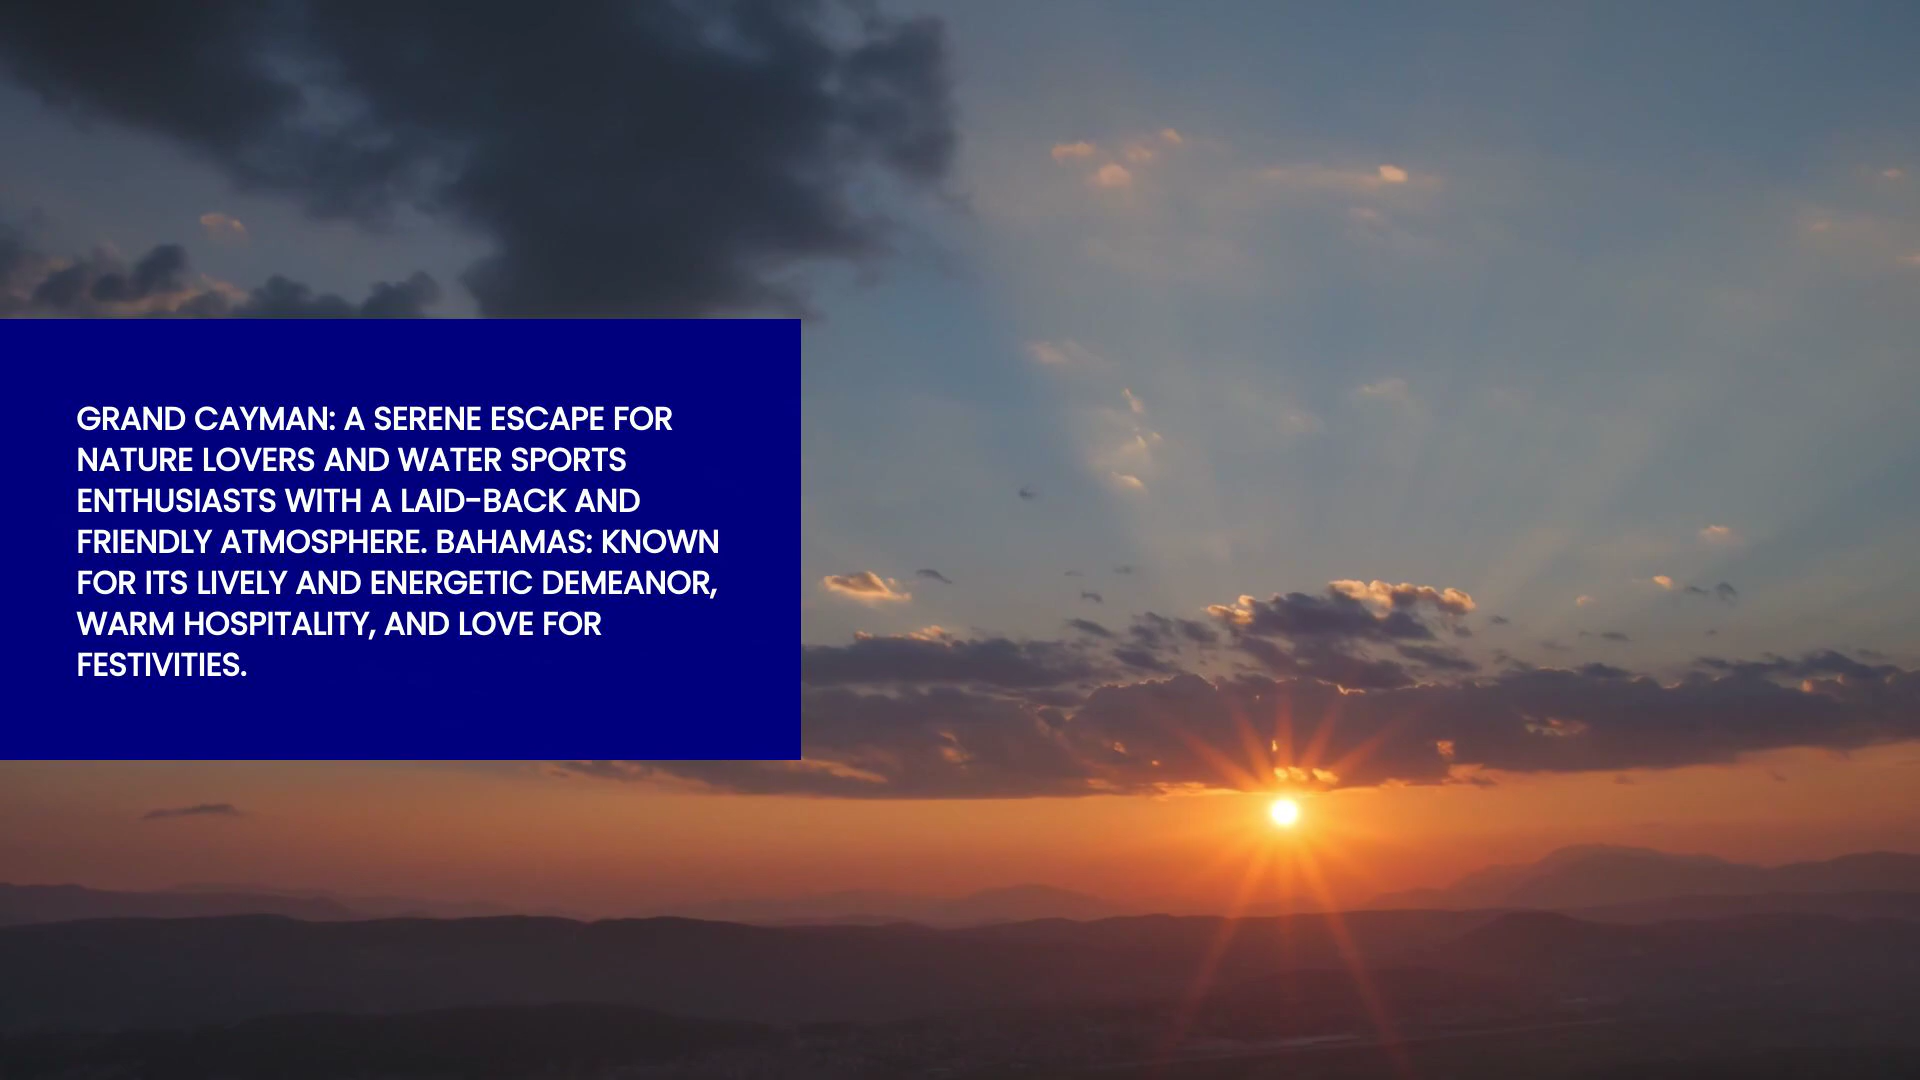 GRAND CAYMAN: A SERENE ESCAPE FOR
NATURE LOVERS AND WATER SPORTS
ENTHUSIASTS WITH A LAID-BACK AND
FRIENDLY ATMOSPHERE. BAHAMAS: KNOWN
FOR ITS LIVELY AND ENERGETIC DEMEANOR,
WARM HOSPITALITY, AND LOVE FOR
FESTIVITIES.